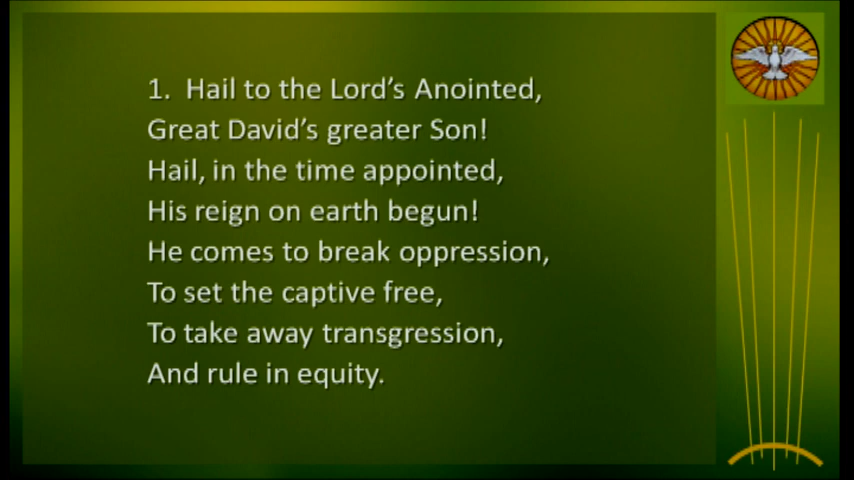 1. Hail to the Lord’s Anointed,
Great David’s greater Son!
Hail, in the time appointed,
His reign on earth begun!
He comes to break oppression,
To set the captive free,
To take away transgression,
And rule in equity.